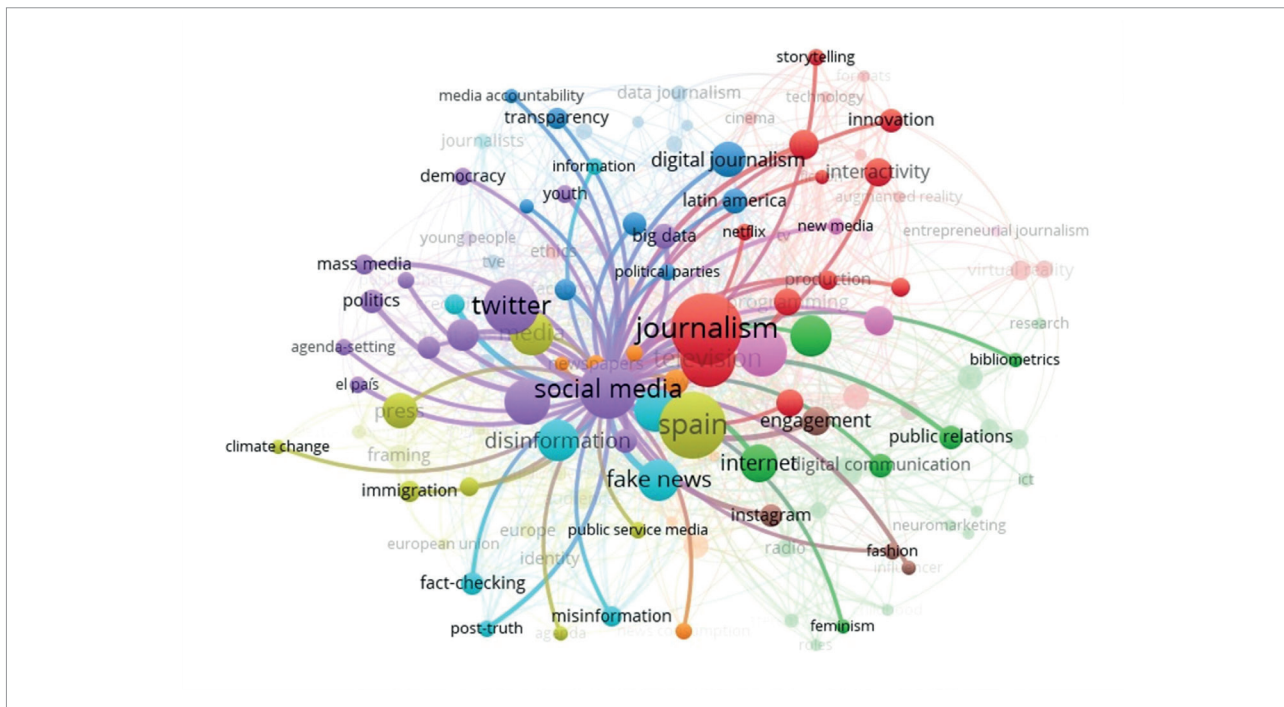 storytelling
formats
media accountability
data journalism
technology
transparency
cinema
innovation
journalists
information
digital journalism
interactivity
democracy
youth
latin america
augmented reality
young people
ethics
big data
netflix
tv
new media
entrepreneurial journalism
mass media
tve
political parties
production
virtual reality
politics
twitter
programming
journalism
research
media
agenda-setting
newspapers
television
bibliometrics
el país
social media
press
spain
engagement
disinformation
public relations
climate change
framing
internet
digital communication
fake news
ict
immigration
instagram
europe
public service media
neuromarketing
european union
identity
radio
fashion
influencer
fact-checking
misinformation
post-truth
agenda
news consumption
feminism
roles